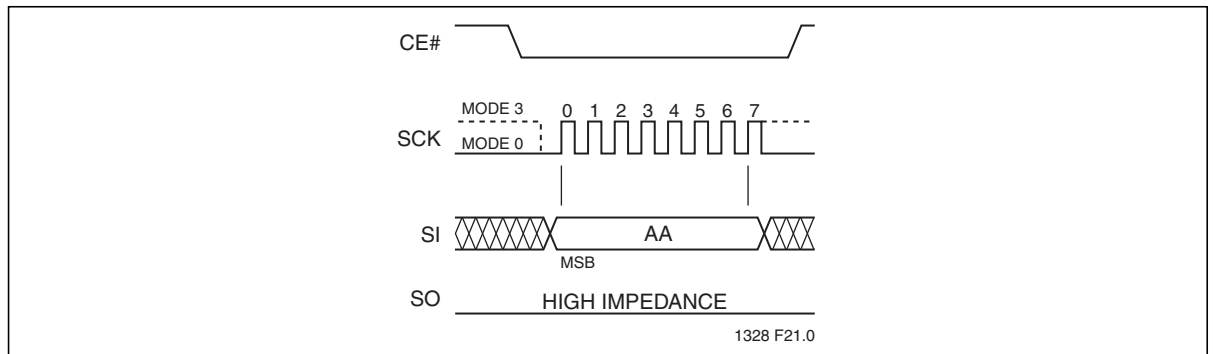 CE#
MODE 3
0 1 2 3 4 5 6 7
SCK
MODE 0
SI
AA
MSB
SO
HIGH IMPEDANCE
1328 F21.0